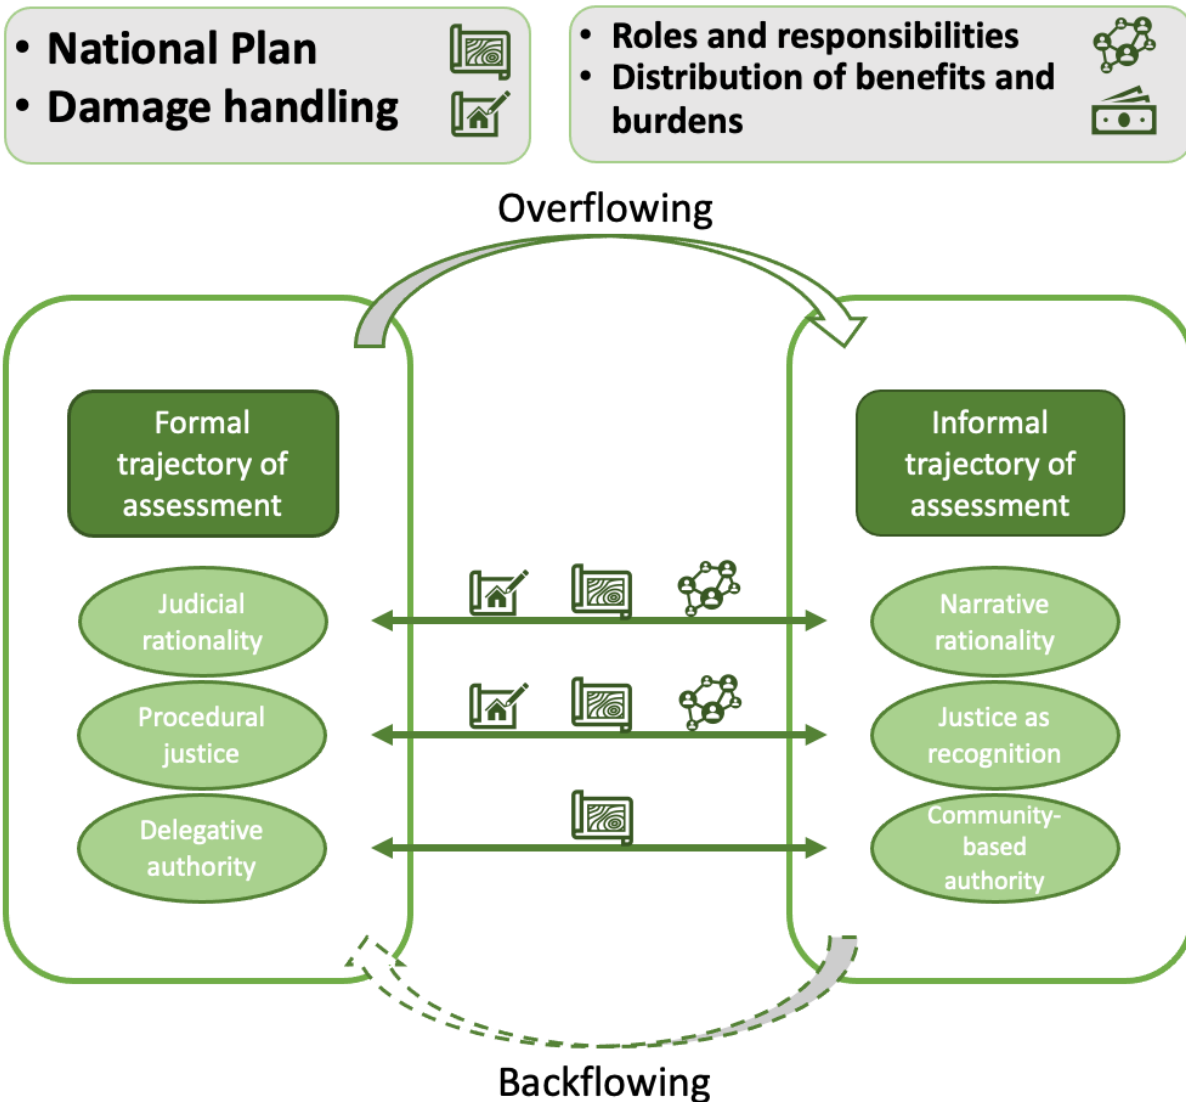 • National Plan
• Damage handling
• Roles and responsibilities
• Distribution of benefits and
burdens
Overflowing
Formal
trajectory of
assessment
Informal
trajectory of
assessment
Judicial
rationality
Narrative
rationality
Procedural
justice
Justice as
recognition
Delegative
authority
Community-
based
authority
Backflowing